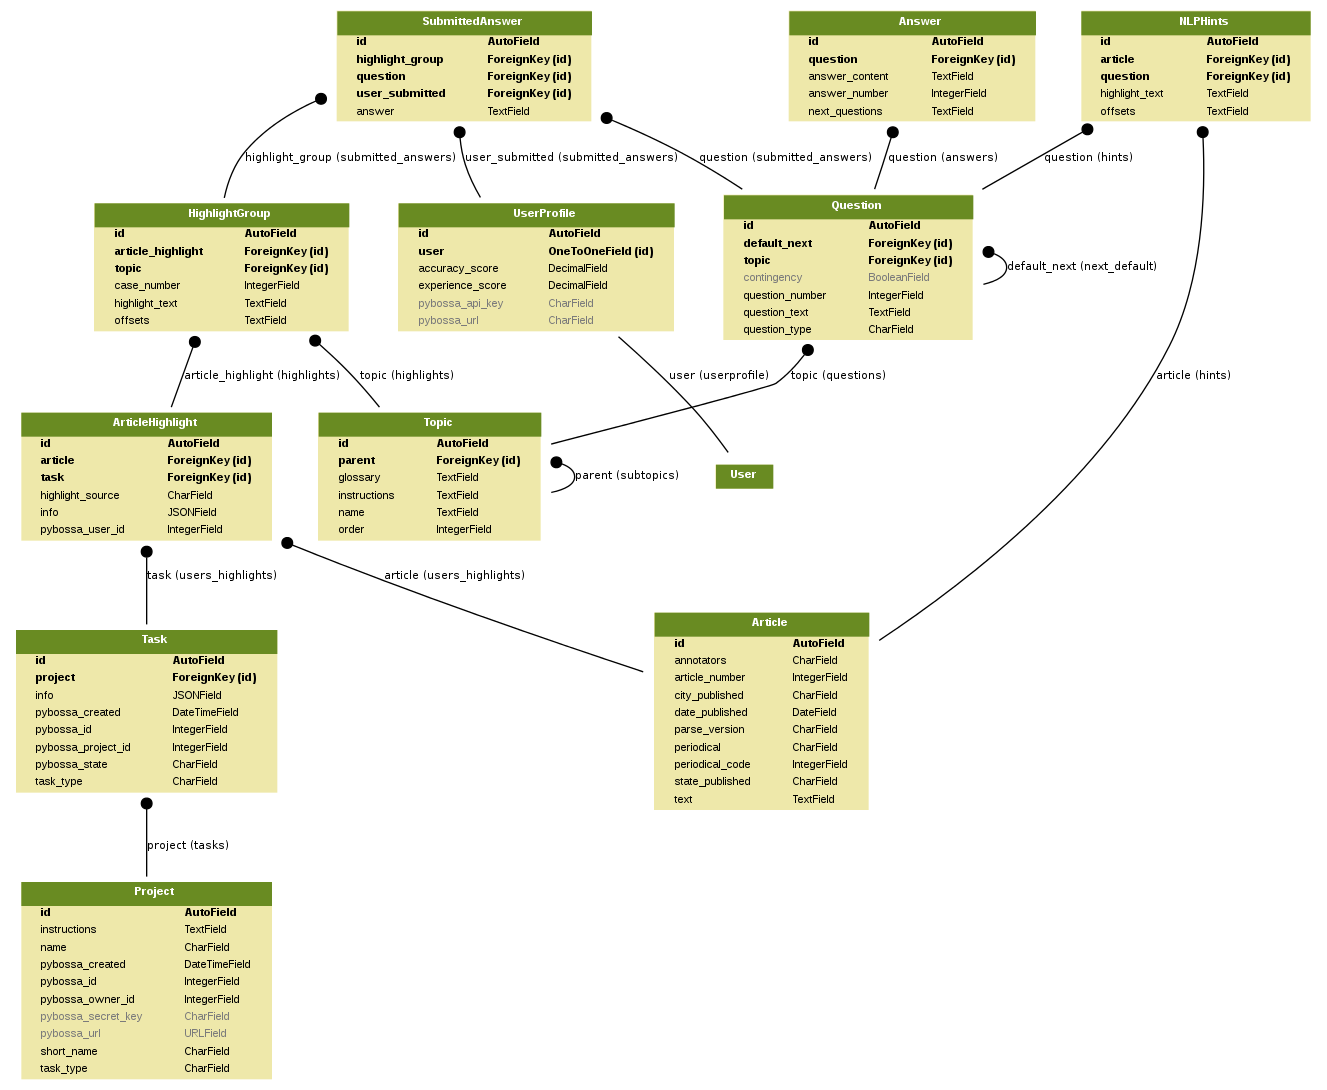 SubmittedAnswer
id AutoField
highlight_group ForeignKey (id)
question ForeignKey (id)
user_submitted ForeignKey (id)
answer TextField
Answer
id AutoField
question ForeignKey (id)
answer_content TextField
answer_number IntegerField
next_questions TextField
NLPHints
id AutoField
article ForeignKey (id)
question ForeignKey (id)
highlight_text TextField
offsets TextField
highlight_group (submitted_answers)
user_submitted (submitted_answers)
question (submitted_answers)
question (answers)
question (hints)
HighlightGroup
id AutoField
article_highlight ForeignKey (id)
topic ForeignKey (id)
case_number IntegerField
highlight_text TextField
offsets TextField
UserProfile
id AutoField
user OneToOneField (id)
accuracy_score DecimalField
experience_score DecimalField
pybossa_api_key CharField
pybossa_url CharField
Question
id AutoField
default_next ForeignKey (id)
topic ForeignKey (id)
contingency BooleanField
question_number IntegerField
question_text TextField
question_type CharField
default_next (next_default)
article_highlight (highlights)
topic (highlights)
user (userprofile)
topic (questions)
article (hints)
ArticleHighlight
id AutoField
article ForeignKey (id)
task ForeignKey (id)
highlight_source CharField
info JSONField
pybossa_user_id IntegerField
Topic
id AutoField
parent ForeignKey (id)
glossary TextField
instructions TextField
name TextField
order IntegerField
parent (subtopics)
User
task (users_highlights)
article (users_highlights)
Task
id AutoField
project ForeignKey (id)
info JSONField
pybossa_created DateTimeField
pybossa_id IntegerField
pybossa_project_id IntegerField
pybossa_state CharField
task_type CharField
Article
id AutoField
annotators CharField
article_number IntegerField
city_published CharField
date_published DateField
parse_version CharField
periodical CharField
periodical_code IntegerField
state_published CharField
text TextField
project (tasks)
Project
id AutoField
instructions TextField
name CharField
pybossa_created DateTimeField
pybossa_id IntegerField
pybossa_owner_id IntegerField
pybossa_secret_key CharField
pybossa_url URLField
short_name CharField
task_type CharField